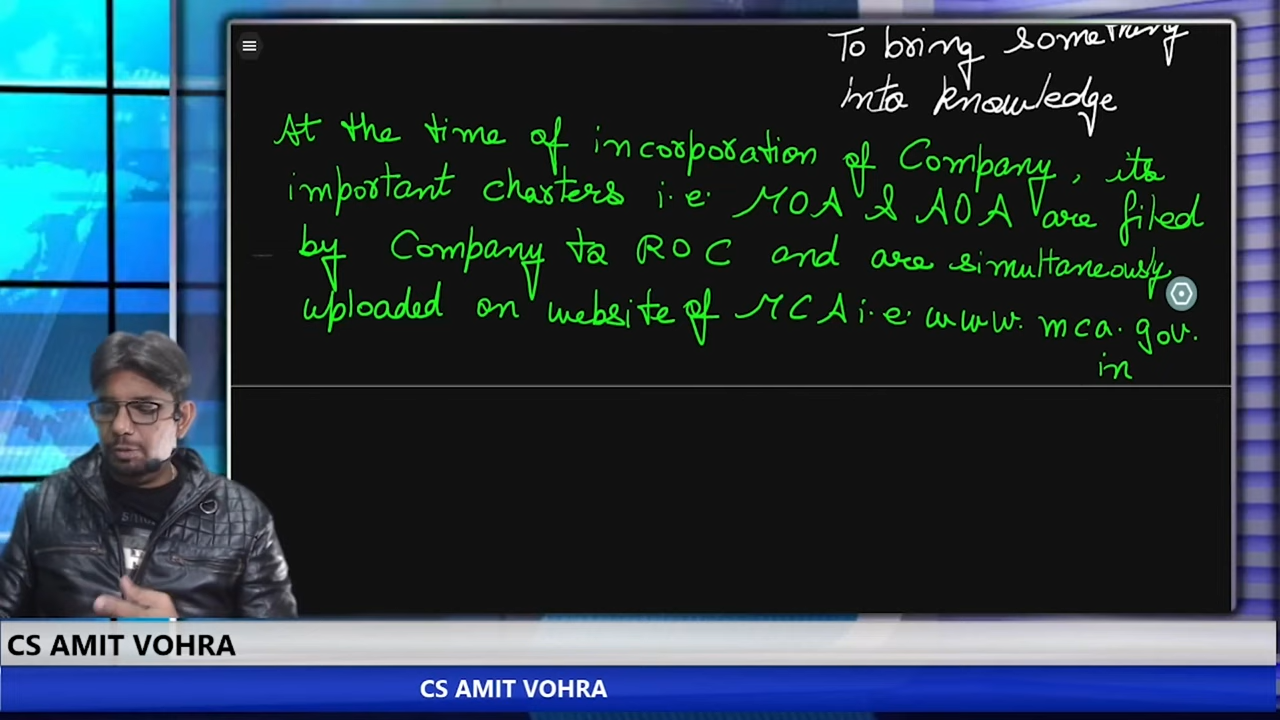 To bring something
into knowledge
At the time of incorporation of Company, its
important charters i.e. MOA & AOA are filed
by Company to ROC and are simultaneously
uploaded on website of MCA i.e. www.mca.gov.
in
CS AMIT VOHRA
CS AMIT VOHRA